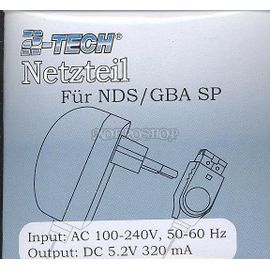 -TECH®
Netzteil
Für NDS/GBA SP
Input: AC 100-240V, 50-60 Hz
Output: DC 5.2V 320 mA